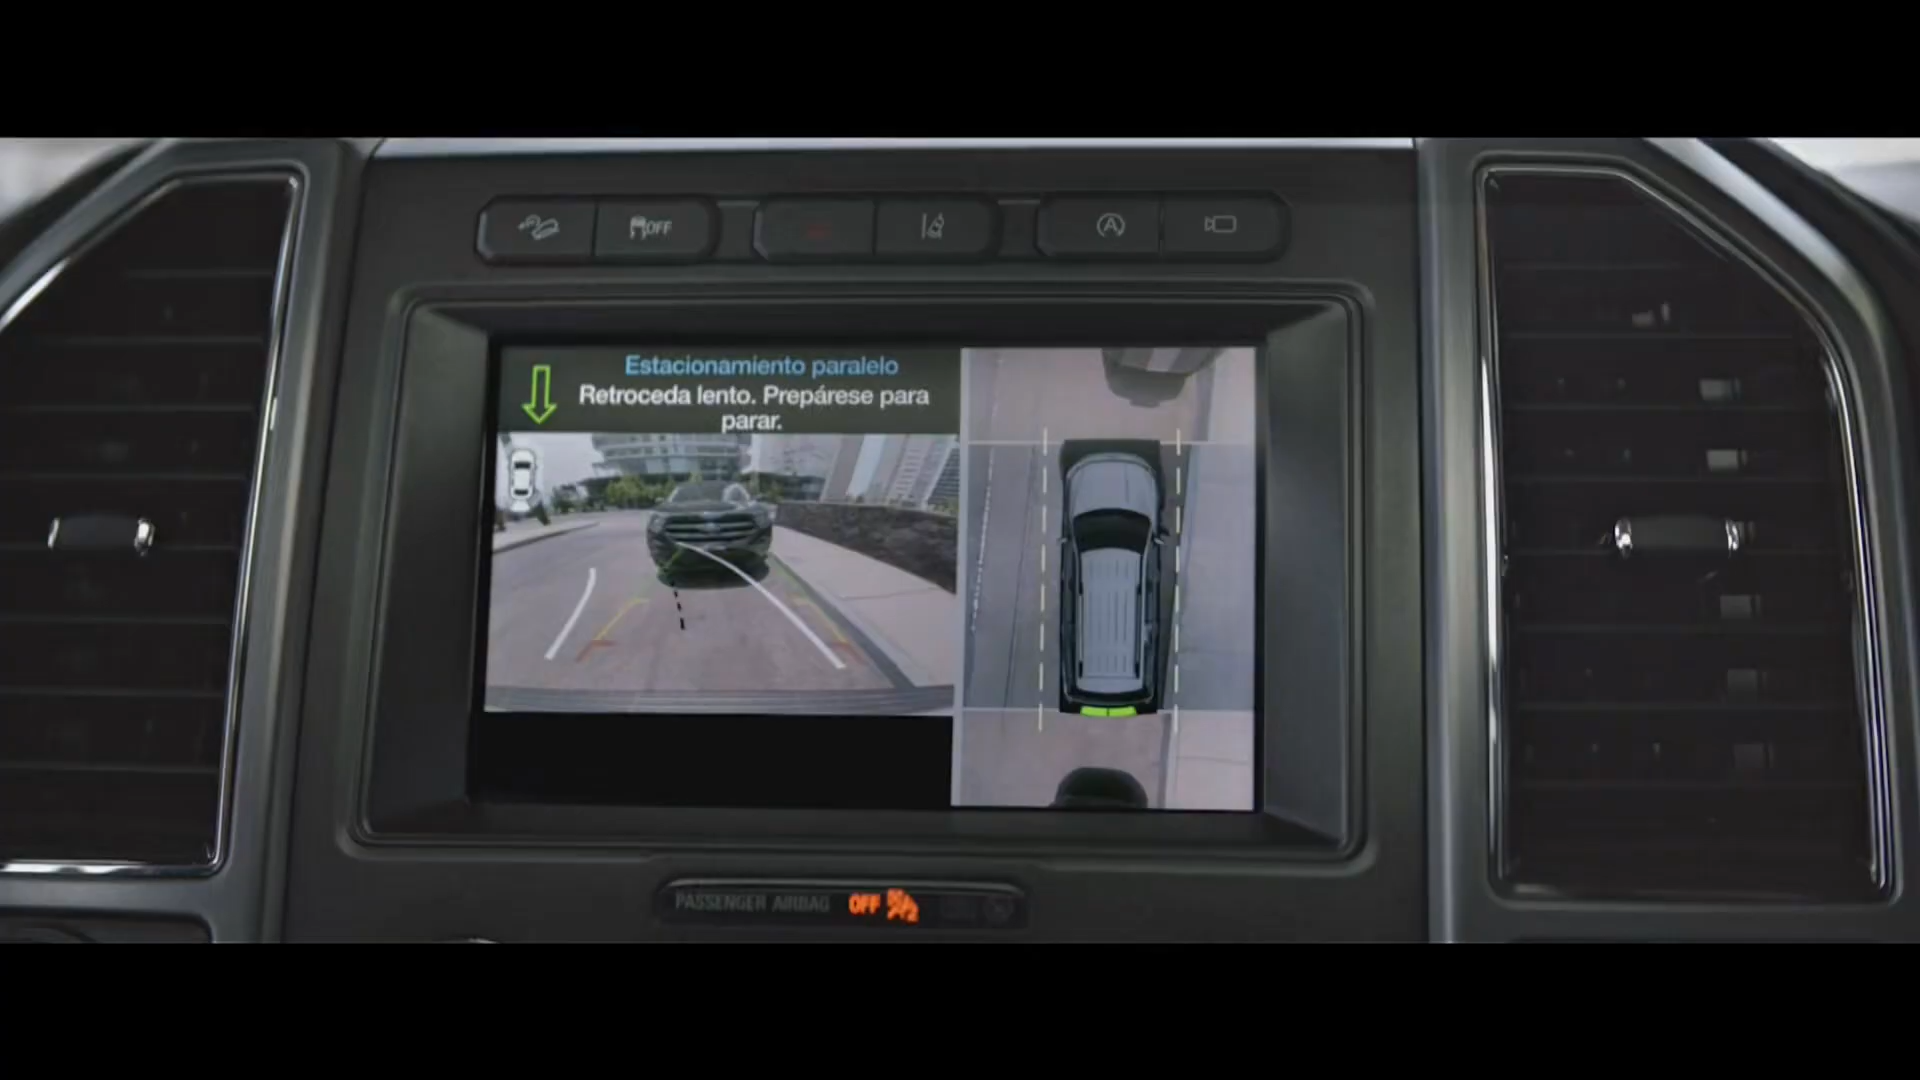 OFF
Estacionamiento paralelo
Retroceda lento. Prepárese para
parar.
PASSENGER AIRBAG OFF